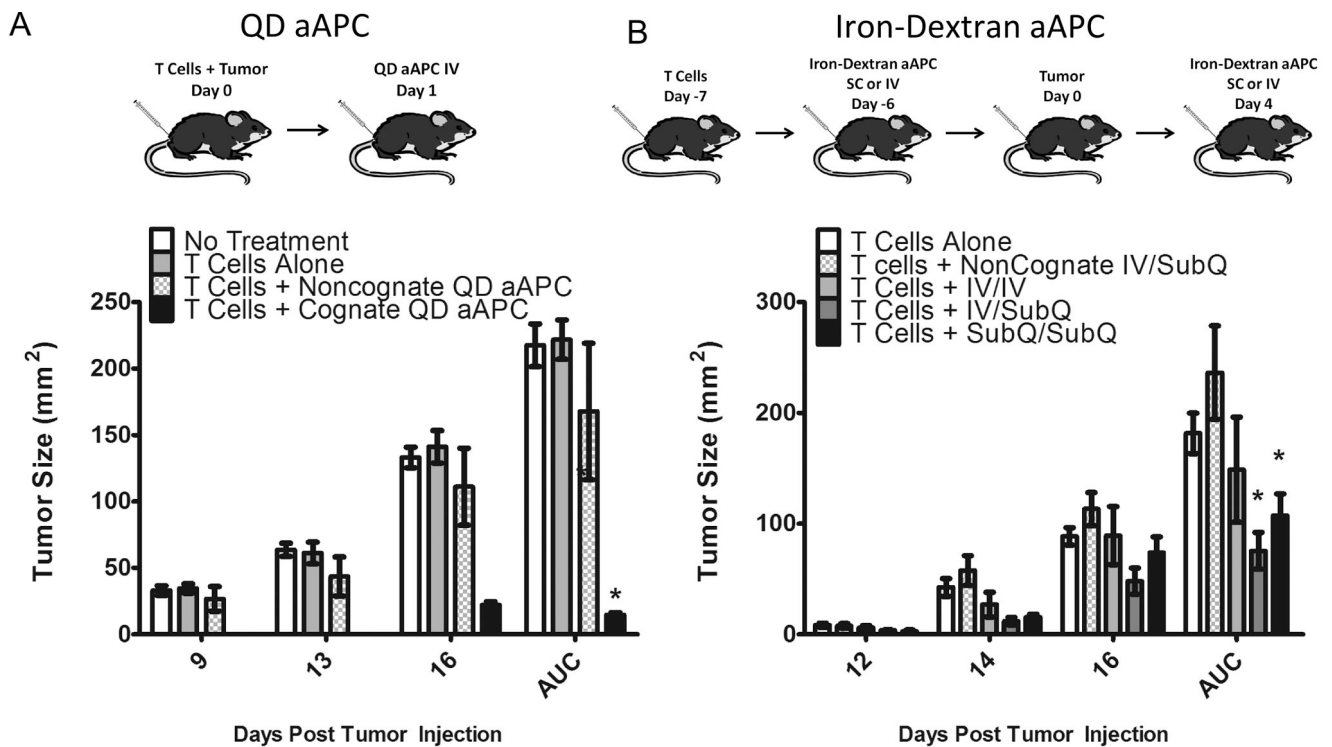 A
QD aAPC
T Cells + Tumor
Day 0
QD aAPC IV
Day 1
No Treatment
T Cells Alone
T Cells + Noncognate QD aAPC
T Cells + Cognate QD aAPC
Tumor Size (mm²)
250
200
150
100
50
0
*
*
9
13
16
AUC
Days Post Tumor Injection
B
Iron-Dextran aAPC
T Cells
Day -7
Iron-Dextran aAPC
SC or IV
Day -6
Tumor
Day 0
Iron-Dextran aAPC
SC or IV
Day 4
T Cells Alone
T cells + NonCognate IV/SubQ
T Cells + IV/IV
T Cells + IV/SubQ
T Cells + SubQ/SubQ
Tumor Size (mm²)
300
200
100
0
*
*
12
14
16
AUC
Days Post Tumor Injection